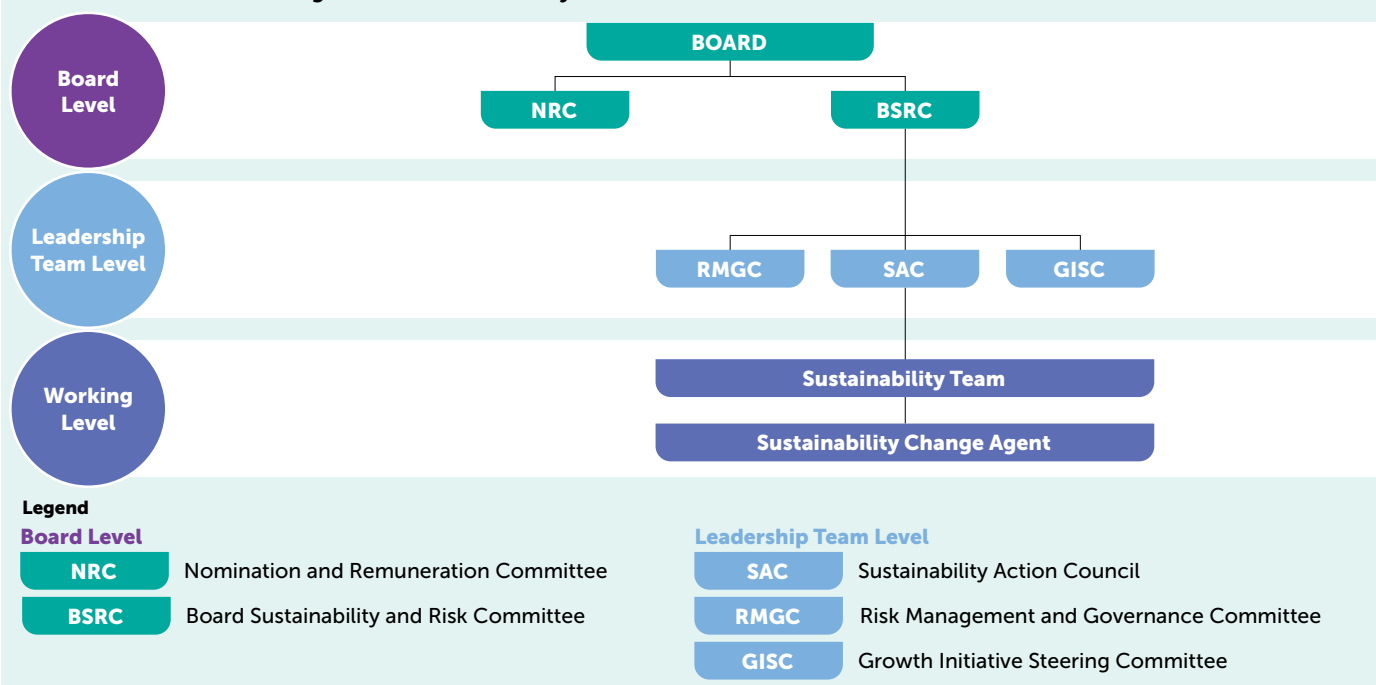 Board
Level
BOARD
NRC
BSRC
Leadership
Team Level
RMGC
SAC
GISC
Working
Level
Sustainability Team
Sustainability Change Agent
Legend
Board Level
NRC
Nomination and Remuneration Committee
BSRC
Board Sustainability and Risk Committee
Leadership Team Level
SAC
Sustainability Action Council
RMGC
Risk Management and Governance Committee
GISC
Growth Initiative Steering Committee